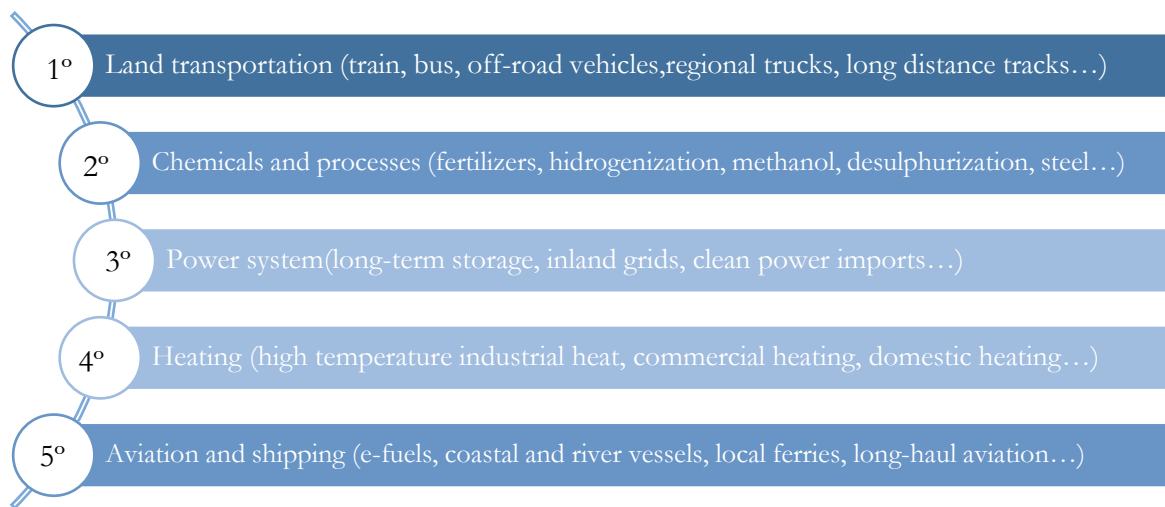 1º Land transportation (train, bus, off-road vehicles,regional trucks, long distance tracks…)
2º Chemicals and processes (fertilizers, hidrogenization, methanol, desulphurization, steel…)
3º Power system(long-term storage, inland grids, clean power imports…)
4º Heating (high temperature industrial heat, commercial heating, domestic heating…)
5º Aviation and shipping (e-fuels, coastal and river vessels, local ferries, long-haul aviation…)